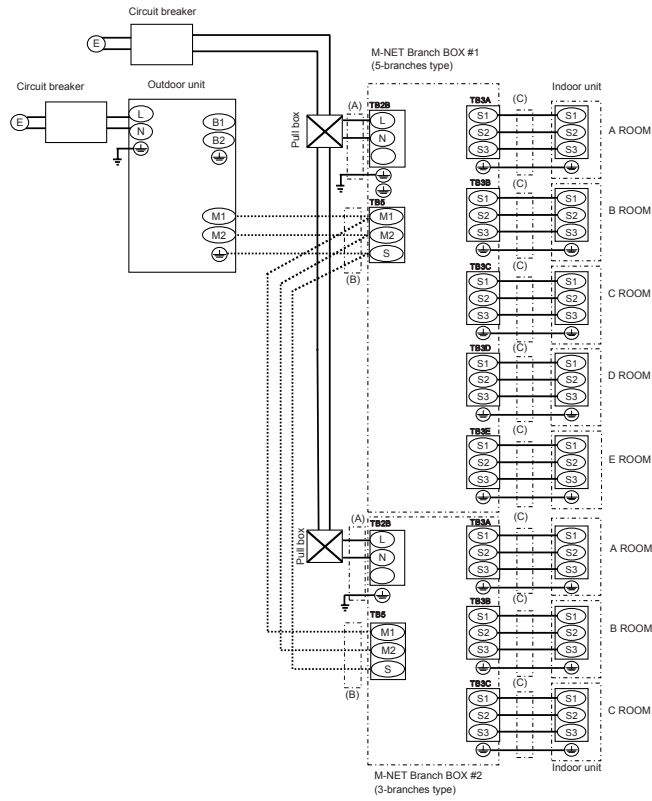 Circuit breaker
E
M-NET Branch BOX #1
(5-branches type)
Circuit breaker
Outdoor unit
Indoor unit
E
L
N
B1
B2
M1
M2
Pull box
(A)
TB2B
L
N
TB5
M1
M2
S
(B)
TB3A
(C)
S1
S1
S2
S2
S3
S3
A ROOM
TB3B
(C)
S1
S1
S2
S2
S3
S3
B ROOM
TB3C
(C)
S1
S1
S2
S2
S3
S3
C ROOM
TB3D
(C)
S1
S1
S2
S2
S3
S3
D ROOM
TB3E
(C)
S1
S1
S2
S2
S3
S3
E ROOM
Pull box
(A)
TB2B
L
N
TB5
M1
M2
S
(B)
TB3A
(C)
S1
S1
S2
S2
S3
S3
A ROOM
TB3B
(C)
S1
S1
S2
S2
S3
S3
B ROOM
TB3C
(C)
S1
S1
S2
S2
S3
S3
C ROOM
Indoor unit
M-NET Branch BOX #2
(3-branches type)